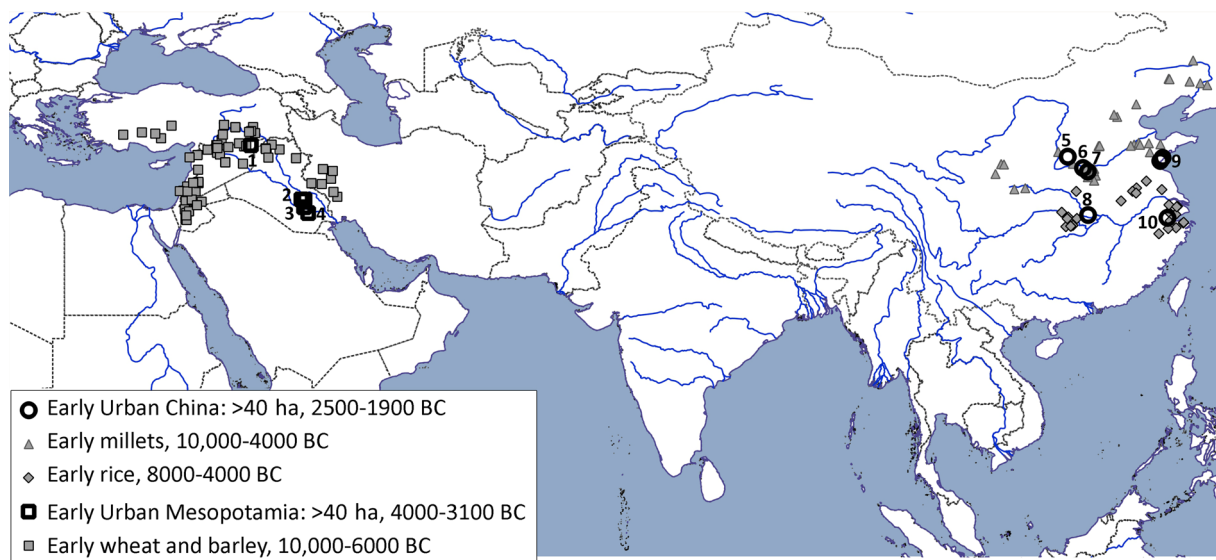 5
6
7
9
1
2
3
4
8
10
Early Urban China: >40 ha, 2500-1900 BC
Early millets, 10,000-4000 BC
Early rice, 8000-4000 BC
Early Urban Mesopotamia: >40 ha, 4000-3100 BC
Early wheat and barley, 10,000-6000 BC